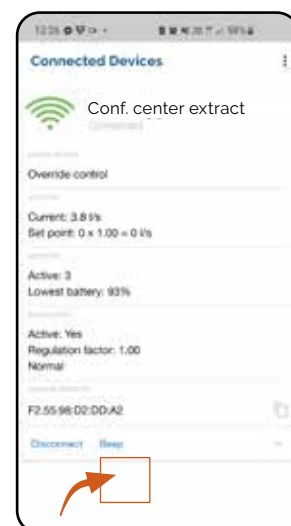 Connected Devices
Conf. center extract
Connected
Override control
Current: 3.8 l/s
Set point: 0 x 1.00 = 0 l/s
Active: 3
Lowest battery: 93%
Active: Yes
Regulation factor: 1.00
Normal
F2:55:98:D2:DD:A2
Disconnect Beep